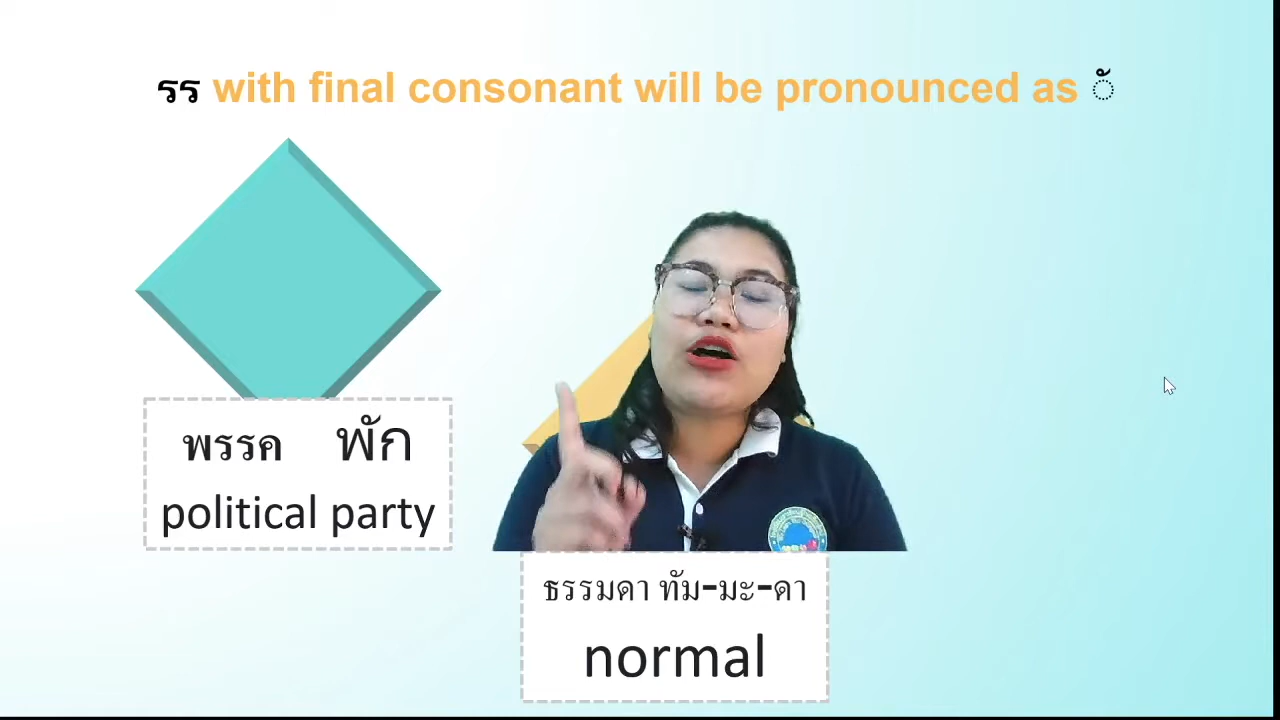 รร with final consonant will be pronounced as ◌ั
พรรค พัก
political party
ธรรมดา ทัม-มะ-ดา
normal